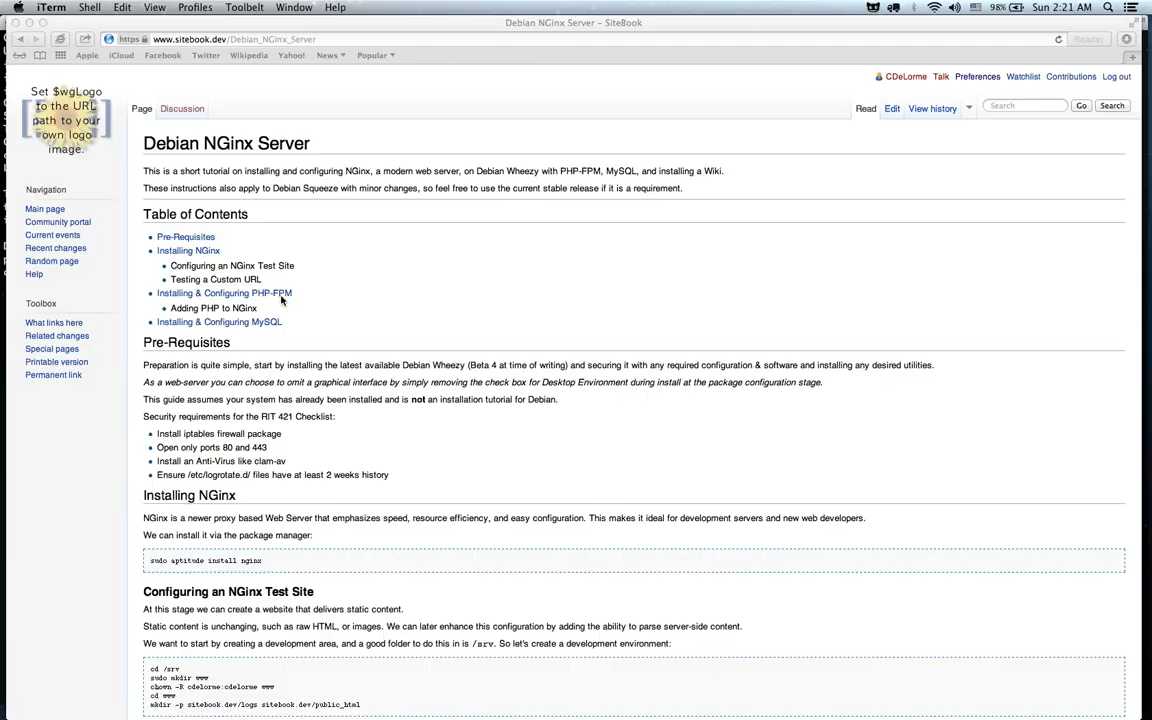 iTerm Shell Edit View Profiles Toolbelt Window Help 98% Sun 2:21 AM
Debian NGinx Server – SiteBook
https www.sitebook.dev/Debian_NGinx_Server Reader
Apple iCloud Facebook Twitter Wikipedia Yahoo! News Popular
CDeLorme Talk Preferences Watchlist Contributions Log out
Set $wgLogo
to the URL
path to your
own logo
image.
Page Discussion Read Edit View history Search Go Search
Debian NGinx Server
This is a short tutorial on installing and configuring NGinx, a modern web server, on Debian Wheezy with PHP-FPM, MySQL, and installing a Wiki.
These instructions also apply to Debian Squeeze with minor changes, so feel free to use the current stable release if it is a requirement.
Navigation
Main page
Community portal
Current events
Recent changes
Random page
Help
Toolbox
What links here
Related changes
Special pages
Printable version
Permanent link
Table of Contents
Pre-Requisites
Installing NGinx
Configuring an NGinx Test Site
Testing a Custom URL
Installing & Configuring PHP-FPM
Adding PHP to NGinx
Installing & Configuring MySQL
Pre-Requisites
Preparation is quite simple, start by installing the latest available Debian Wheezy (Beta 4 at time of writing) and securing it with any required configuration & software and installing any desired utilities.
As a web-server you can choose to omit a graphical interface by simply removing the check box for Desktop Environment during install at the package configuration stage.
This guide assumes your system has already been installed and is not an installation tutorial for Debian.
Security requirements for the RIT 421 Checklist:
Install iptables firewall package
Open only ports 80 and 443
Install an Anti-Virus like clam-av
Ensure /etc/logrotate.d/ files have at least 2 weeks history
Installing NGinx
NGinx is a newer proxy based Web Server that emphasizes speed, resource efficiency, and easy configuration. This makes it ideal for development servers and new web developers.
We can install it via the package manager:
sudo aptitude install nginx
Configuring an NGinx Test Site
At this stage we can create a website that delivers static content.
Static content is unchanging, such as raw HTML, or images. We can later enhance this configuration by adding the ability to parse server-side content.
We want to start by creating a development area, and a good folder to do this in is /srv. So let's create a development environment:
cd /srv
sudo mkdir www
chown -R cdelorme:cdelorme www
cd www
mkdir -p sitebook.dev/logs sitebook.dev/public_html